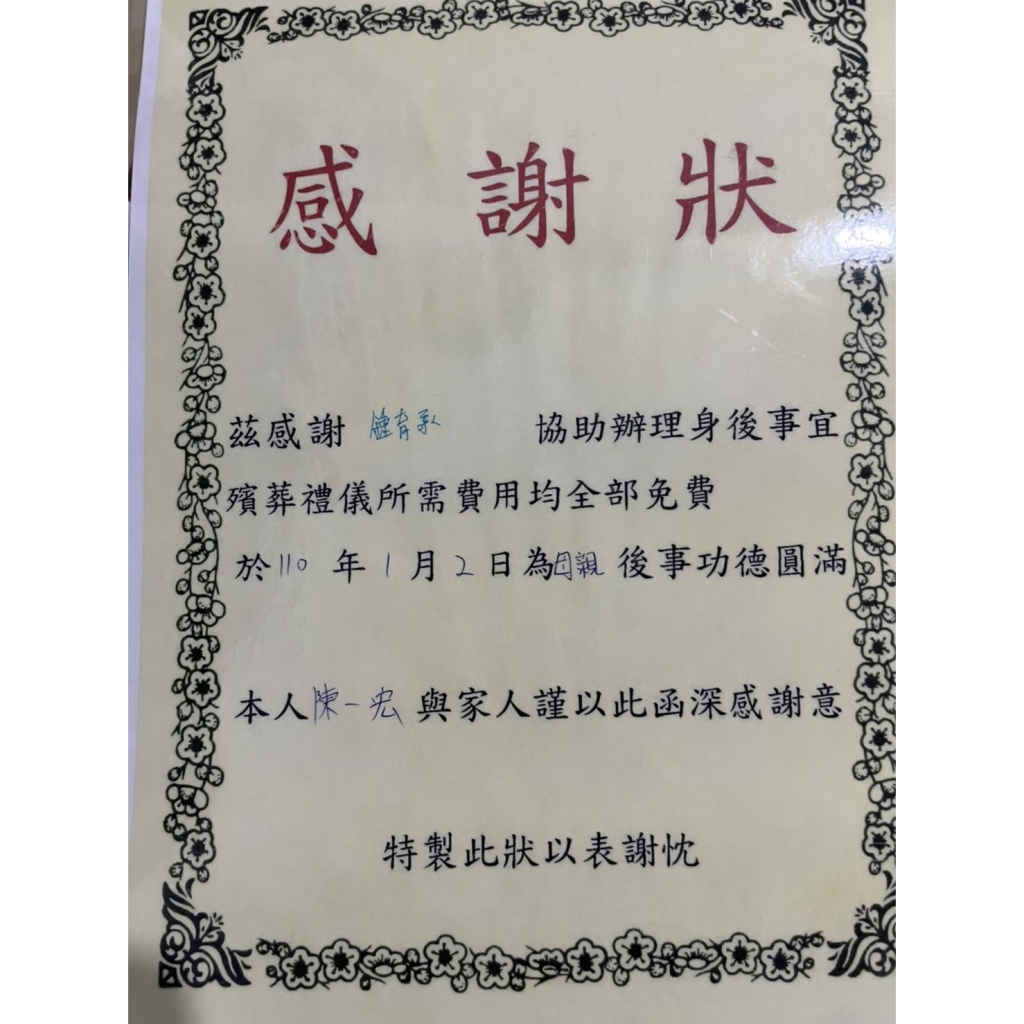 感謝狀
茲感謝 鍾育承 協助辦理身後事宜
殯葬禮儀所需費用均全部免費
於110年1月2日為母親後事功德圓滿
本人陳一宏與家人謹以此函深感謝意
特製此狀以表謝忱